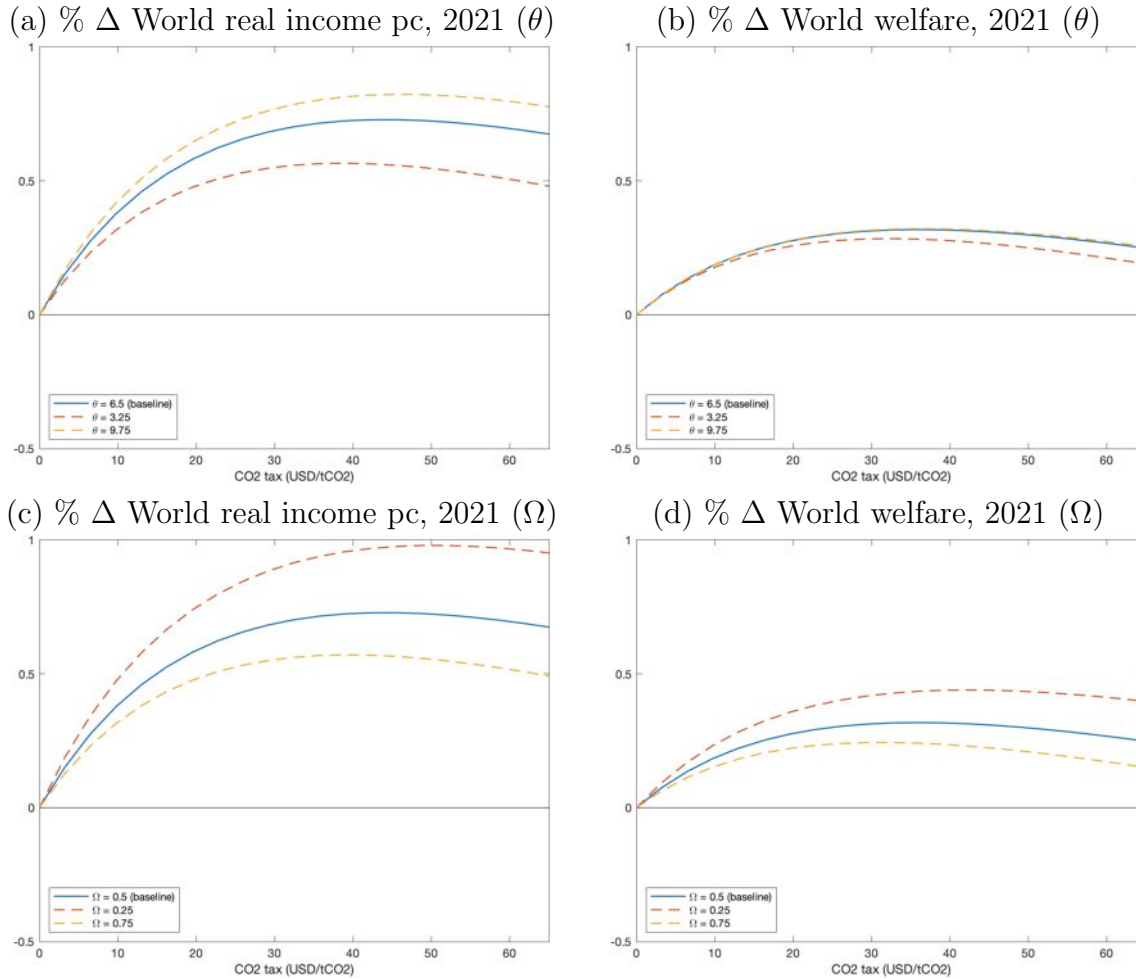 (a) % Δ World real income pc, 2021 (θ)
(b) % Δ World welfare, 2021 (θ)
1
0.5
0
-0.5
θ = 6.5 (baseline)
θ = 3.25
θ = 9.75
0 10 20 30 40 50 60
CO2 tax (USD/tCO2)
1
0.5
0
-0.5
θ = 6.5 (baseline)
θ = 3.25
θ = 9.75
0 10 20 30 40 50 60
CO2 tax (USD/tCO2)
(c) % Δ World real income pc, 2021 (Ω)
(d) % Δ World welfare, 2021 (Ω)
1
0.5
0
-0.5
Ω = 0.5 (baseline)
Ω = 0.25
Ω = 0.75
0 10 20 30 40 50 60
CO2 tax (USD/tCO2)
1
0.5
0
-0.5
Ω = 0.5 (baseline)
Ω = 0.25
Ω = 0.75
0 10 20 30 40 50 60
CO2 tax (USD/tCO2)